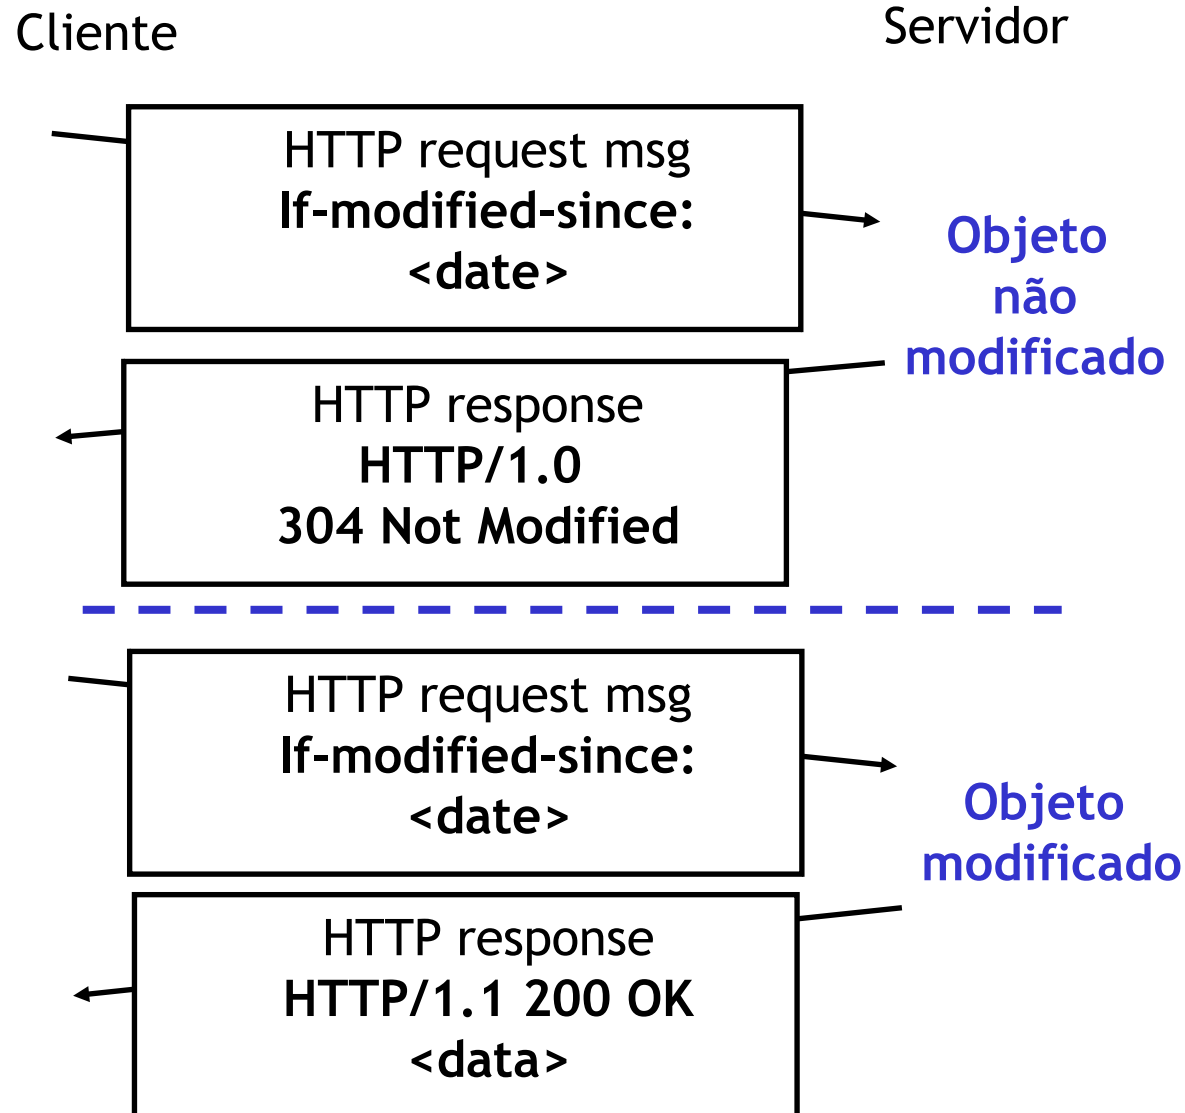 Cliente
Servidor
HTTP request msg
If-modified-since:
<date>
Objeto
não
modificado
HTTP response
HTTP/1.0
304 Not Modified
HTTP request msg
If-modified-since:
<date>
Objeto
modificado
HTTP response
HTTP/1.1 200 OK
<data>